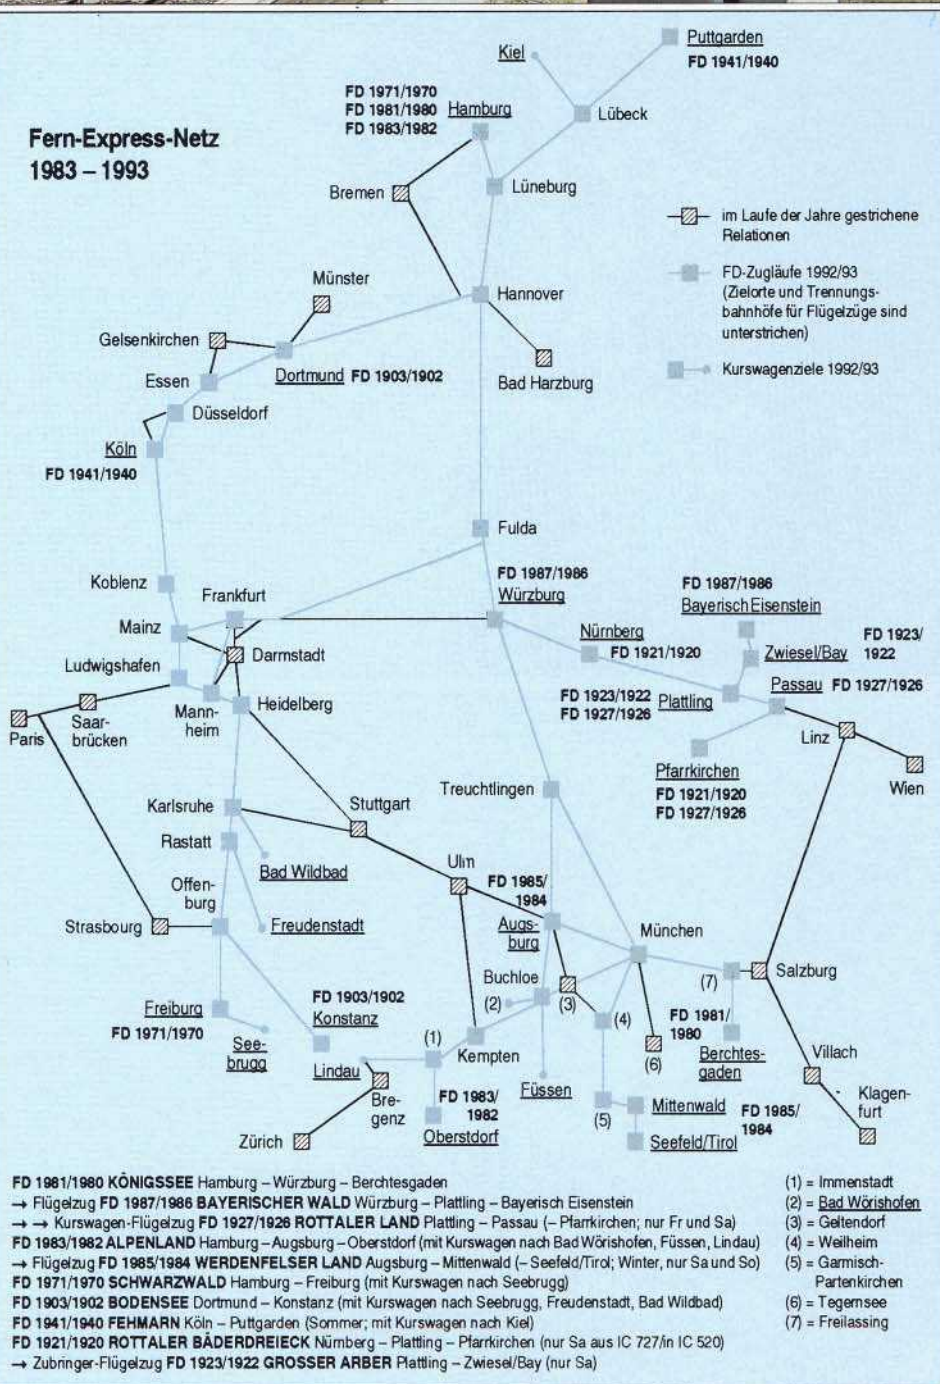 Fern-Express-Netz
1983 – 1993
Puttgarden
FD 1941/1940
Kiel
FD 1971/1970
FD 1981/1980
FD 1983/1982
Hamburg
Lübeck
Bremen
Lüneburg
im Laufe der Jahre gestrichene
Relationen
FD-Zugläufe 1992/93
(Zielorte und Trennungs-
bahnhöfe für Flügelzüge sind
unterstrichen)
Kurswagenziele 1992/93
Münster
Hannover
Gelsenkirchen
Essen
Dortmund FD 1903/1902
Bad Harzburg
Düsseldorf
Köln
FD 1941/1940
Fulda
Koblenz
Frankfurt
FD 1987/1986
Würzburg
FD 1987/1986
Bayerisch Eisenstein
Mainz
Darmstadt
Nürnberg
FD 1921/1920
Zwiesel/Bay
FD 1923/
1922
Ludwigshafen
Passau FD 1927/1926
FD 1923/1922
FD 1927/1926
Plattling
Mann-
heim
Heidelberg
Saar-
brücken
Paris
Linz
Wien
Pfarrkirchen
FD 1921/1920
FD 1927/1926
Treuchtlingen
Karlsruhe
Stuttgart
Rastatt
Bad Wildbad
Ulm
FD 1985/
1984
Offen-
burg
Augs-
burg
Strasbourg
Freudenstadt
München
Buchloe
(2)
(3)
(4)
(7)
Salzburg
Freiburg
FD 1971/1970
FD 1903/1902
Konstanz
See-
brugg
(1)
Kempten
(6)
FD 1981/
1980
Berchtes-
gaden
Villach
Lindau
Bre-
genz
FD 1983/
1982
Füssen
Klagen-
furt
Zürich
Oberstdorf
(5)
Mittenwald
FD 1985/
1984
Seefeld/Tirol
FD 1981/1980 KÖNIGSSEE Hamburg – Würzburg – Berchtesgaden
→ Flügelzug FD 1987/1986 BAYERISCHER WALD Würzburg – Plattling – Bayerisch Eisenstein
→ → Kurswagen-Flügelzug FD 1927/1926 ROTTALER LAND Plattling – Passau (– Pfarrkirchen; nur Fr und Sa)
FD 1983/1982 ALPENLAND Hamburg – Augsburg – Oberstdorf (mit Kurswagen nach Bad Wörishofen, Füssen, Lindau)
→ Flügelzug FD 1985/1984 WERDENFELSER LAND Augsburg – Mittenwald (– Seefeld/Tirol; Winter, nur Sa und So)
FD 1971/1970 SCHWARZWALD Hamburg – Freiburg (mit Kurswagen nach Seebrugg)
FD 1903/1902 BODENSEE Dortmund – Konstanz (mit Kurswagen nach Seebrugg, Freudenstadt, Bad Wildbad)
FD 1941/1940 FEHMARN Köln – Puttgarden (Sommer; mit Kurswagen nach Kiel)
FD 1921/1920 ROTTALER BÄDERDREIECK Nürnberg – Plattling – Pfarrkirchen (nur Sa aus IC 727/in IC 520)
→ Zubringer-Flügelzug FD 1923/1922 GROSSER ARBER Plattling – Zwiesel/Bay (nur Sa)
(1) = Immenstadt
(2) = Bad Wörishofen
(3) = Geltendorf
(4) = Weilheim
(5) = Garmisch-
Partenkirchen
(6) = Tegernsee
(7) = Freilassing